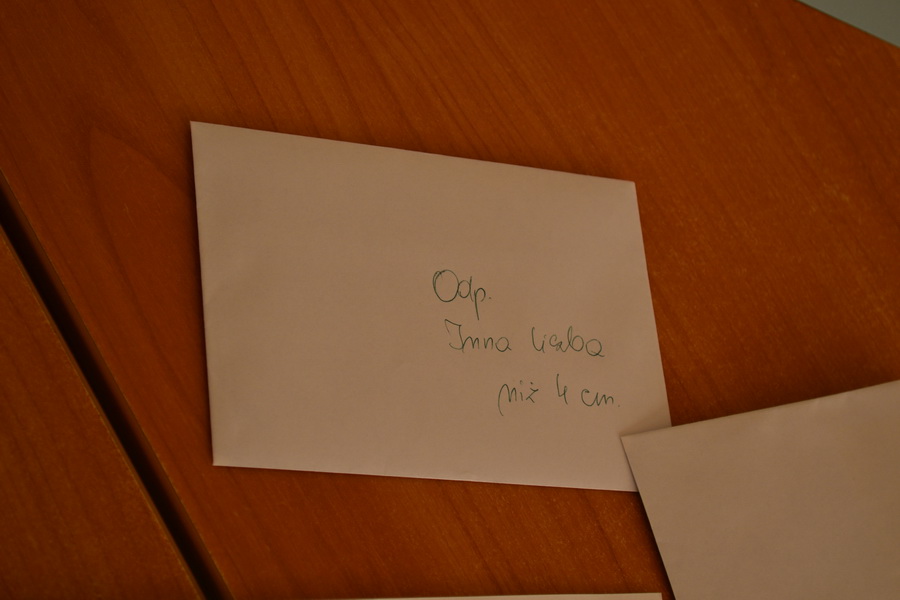 Odp.
Inna liczba
niż 4 cm.